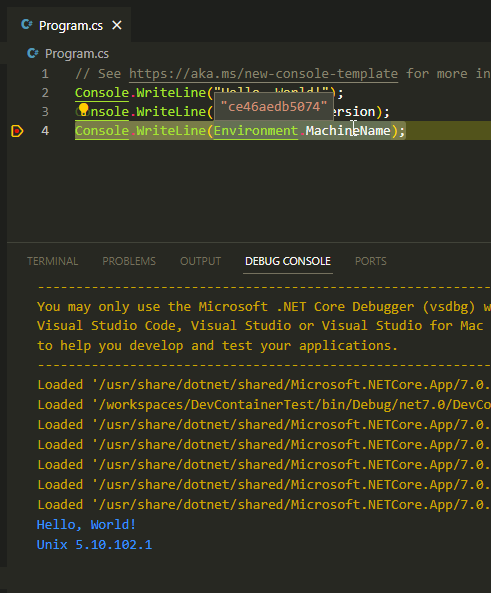 Program.cs
Program.cs
1 // See https://aka.ms/new-console-template for more in
2 Console.WriteLine("Hello, World!");
"ce46aedb5074"
3 Console.WriteLine( ersion);
4 Console.WriteLine(Environment.MachineName);
TERMINAL PROBLEMS OUTPUT DEBUG CONSOLE PORTS
-------------------------------------------------------
You may only use the Microsoft .NET Core Debugger (vsdbg) w
Visual Studio Code, Visual Studio or Visual Studio for Mac
to help you develop and test your applications.
-------------------------------------------------------
Loaded '/usr/share/dotnet/shared/Microsoft.NETCore.App/7.0.
Loaded '/workspaces/DevContainerTest/bin/Debug/net7.0/DevCo
Loaded '/usr/share/dotnet/shared/Microsoft.NETCore.App/7.0.
Loaded '/usr/share/dotnet/shared/Microsoft.NETCore.App/7.0.
Loaded '/usr/share/dotnet/shared/Microsoft.NETCore.App/7.0.
Loaded '/usr/share/dotnet/shared/Microsoft.NETCore.App/7.0.
Loaded '/usr/share/dotnet/shared/Microsoft.NETCore.App/7.0.
Hello, World!
Unix 5.10.102.1